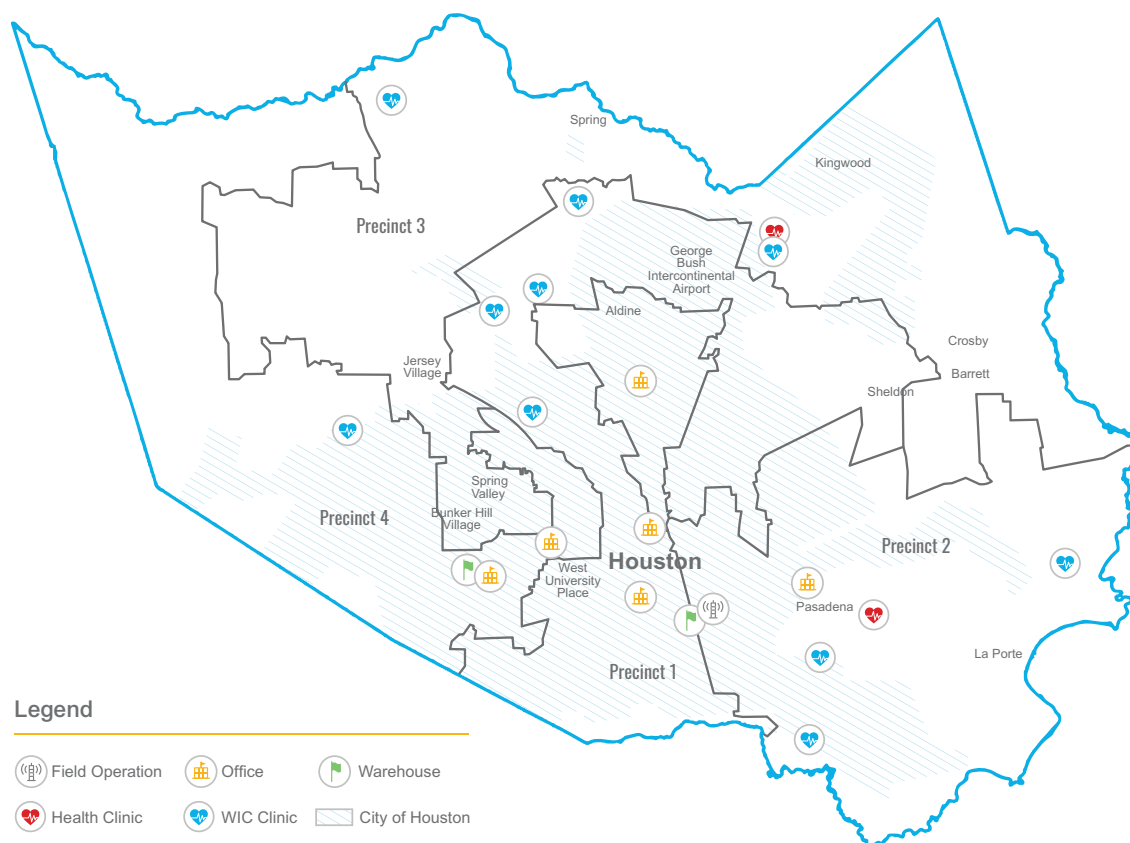 Spring
Kingwood
Precinct 3
George
Bush
Intercontinental
Airport
Aldine
Crosby
Jersey
Village
Barrett
Sheldon
Spring
Valley
Bunker Hill
Village
Precinct 4
Precinct 2
Houston
West
University
Place
Pasadena
La Porte
Precinct 1
Legend
Field Operation
Office
Warehouse
Health Clinic
WIC Clinic
City of Houston